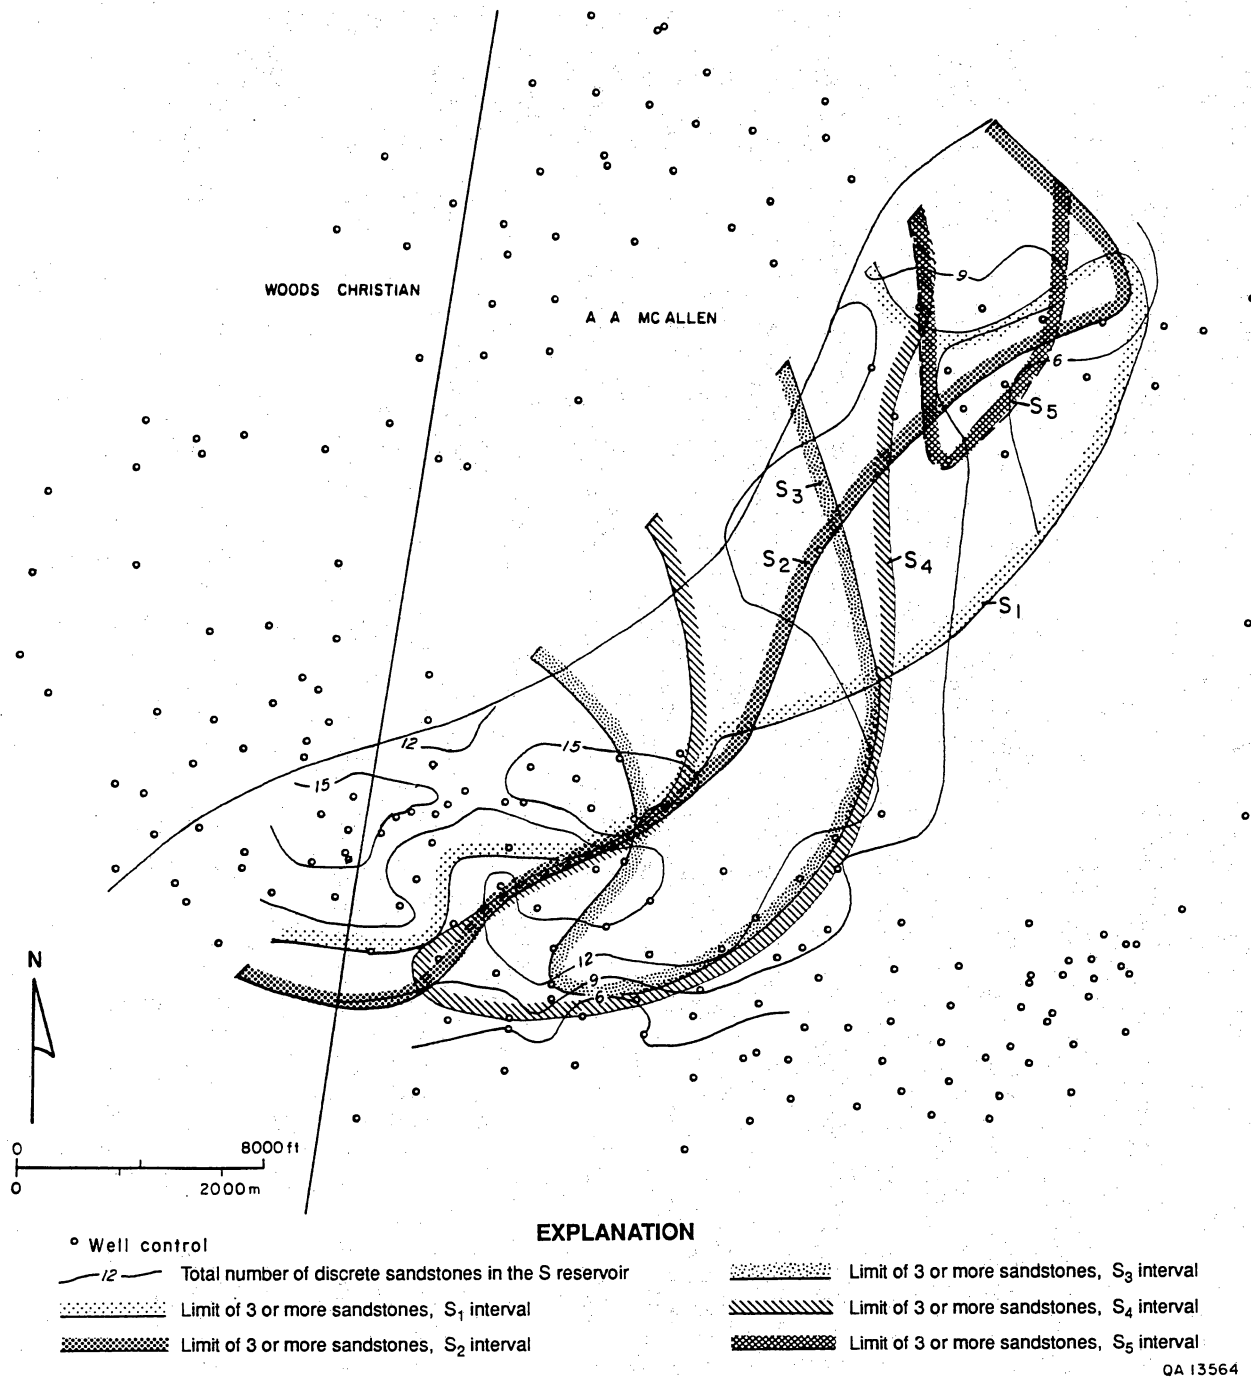 WOODS CHRISTIAN
A A MCALLEN
9
6
S5
S3
S2
S4
S1
12
15
15
12
9
6
N
0 8000 ft
0 2000 m
EXPLANATION
Well control
12 Total number of discrete sandstones in the S reservoir
Limit of 3 or more sandstones, S1 interval
Limit of 3 or more sandstones, S2 interval
Limit of 3 or more sandstones, S3 interval
Limit of 3 or more sandstones, S4 interval
Limit of 3 or more sandstones, S5 interval
QA 13564